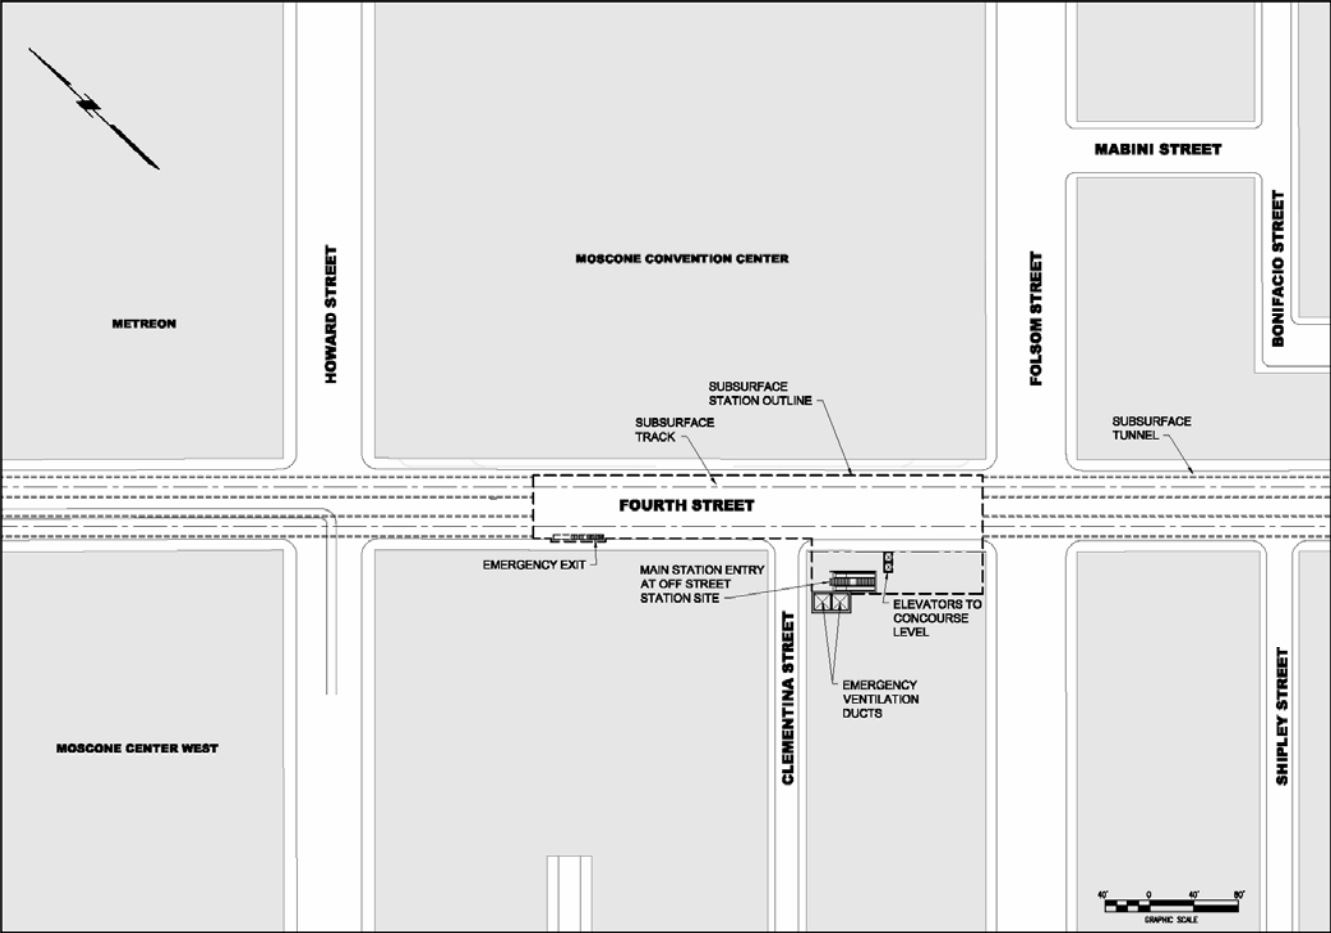 MABINI STREET
BONIFACIO STREET
HOWARD STREET
FOLSOM STREET
MOSCONE CONVENTION CENTER
METREON
SUBSURFACE
STATION OUTLINE
SUBSURFACE
TRACK
SUBSURFACE
TUNNEL
FOURTH STREET
EMERGENCY EXIT
MAIN STATION ENTRY
AT OFF STREET
STATION SITE
ELEVATORS TO
CONCOURSE
LEVEL
CLEMENTINA STREET
EMERGENCY
VENTILATION
DUCTS
SHIPLEY STREET
MOSCONE CENTER WEST
40' 0 40' 80'
GRAPHIC SCALE